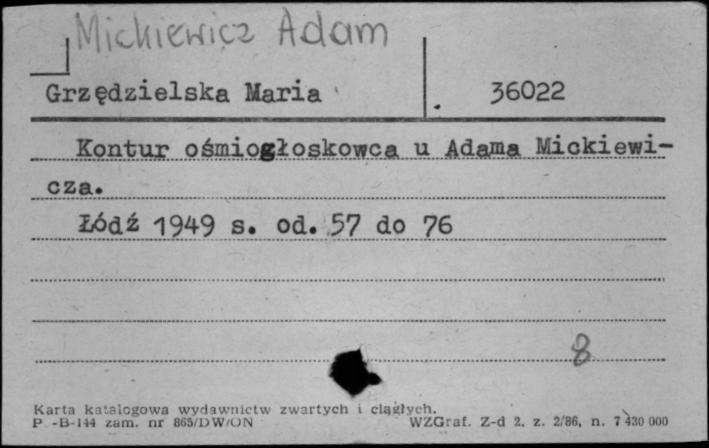 Mickiewicz Adam
Grzędzielska Maria 36022
Kontur ośmiogłoskowca u Adama Mickiewi-
cza.
Łódź 1949 s. od. 57 do 76
8
Karta katalogowa wydawnictw zwartych i ciągłych.
P -B-144 zam. nr 865/DW/ON WZGraf. Z-d 2. z. 2/86, n. 7 430 000